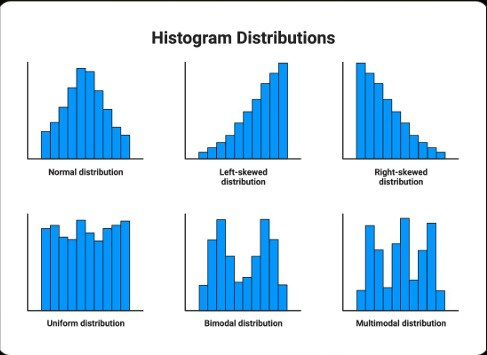 Histogram Distributions
Normal distribution
Left-skewed
distribution
Right-skewed
distribution
Uniform distribution
Bimodal distribution
Multimodal distribution